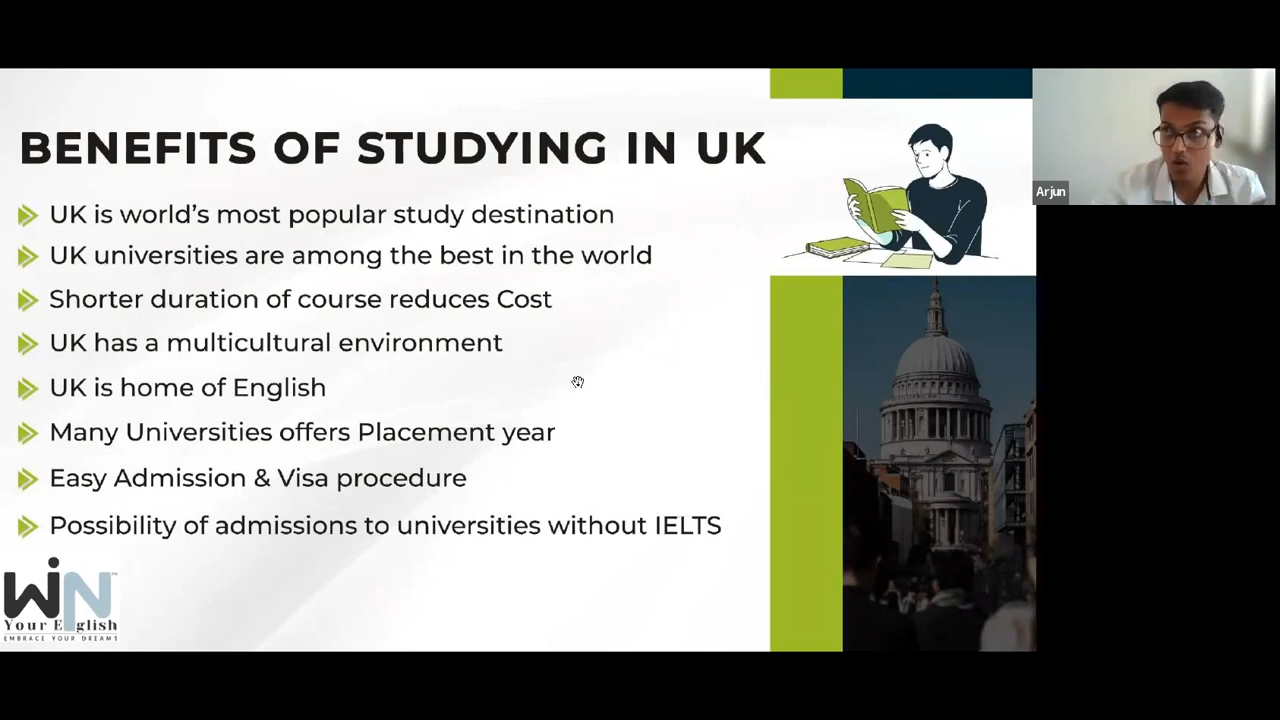 BENEFITS OF STUDYING IN UK
UK is world's most popular study destination
UK universities are among the best in the world
Shorter duration of course reduces Cost
UK has a multicultural environment
UK is home of English
Many Universities offers Placement year
Easy Admission & Visa procedure
Possibility of admissions to universities without IELTS
WiN
Your English
EMBRACE YOUR DREAMS
Arjun